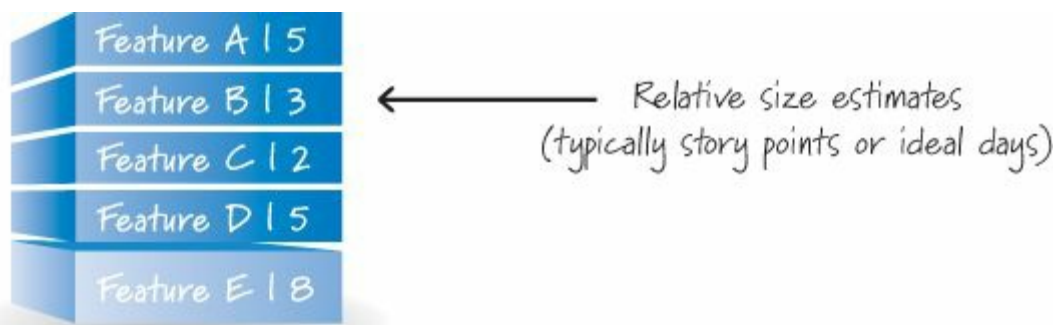 Feature A | 5
Feature B | 3
Feature C | 2
Feature D | 5
Feature E | 8
Relative size estimates
(typically story points or ideal days)